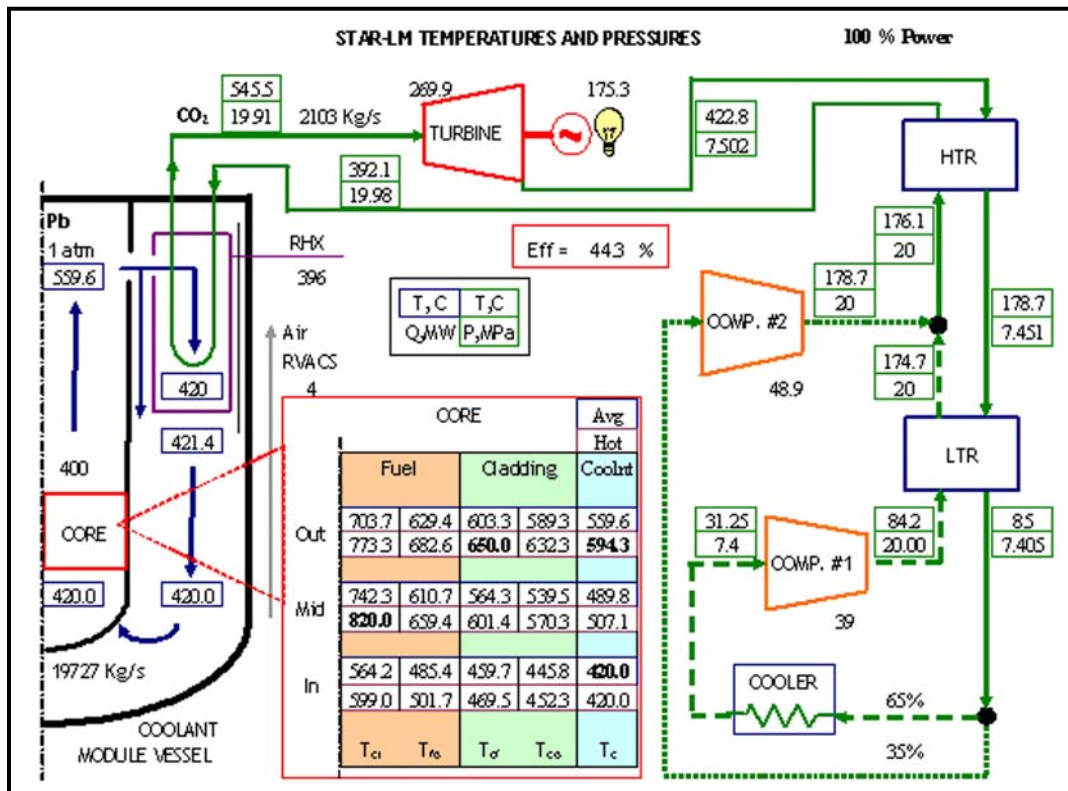 STAR-LM TEMPERATURES AND PRESSURES 100 % Power
545.5
19.91
CO₂ 2103 Kg/s
269.9 175.3
TURBINE
422.8
7.502
HTR
392.1
19.98
Pb
1 atm
559.6
RHX
396
Eff = 44.3 %
176.1
20
178.7
20
T, C T, C
Q,MW P,MPa
COMP. #2
48.9
178.7
7.451
174.7
20
Air
RVACS
4
420
421.4
400
CORE
420.0 420.0
19727 Kg/s
COOLANT
MODULE VESSEL
CORE Avg
Hot
Fuel Cladding Coolnt
Out 703.7 629.4 603.3 589.3 559.6
773.3 682.6 650.0 632.3 594.3
Mid 742.3 610.7 564.3 539.5 489.8
820.0 659.4 601.4 570.3 507.1
In 564.2 485.4 459.7 445.8 420.0
599.0 501.7 469.5 452.3 420.0
T_co T_c
LTR
31.25
7.4
COMP. #1
39
84.2
20.00
85
7.405
COOLER
65%
35%